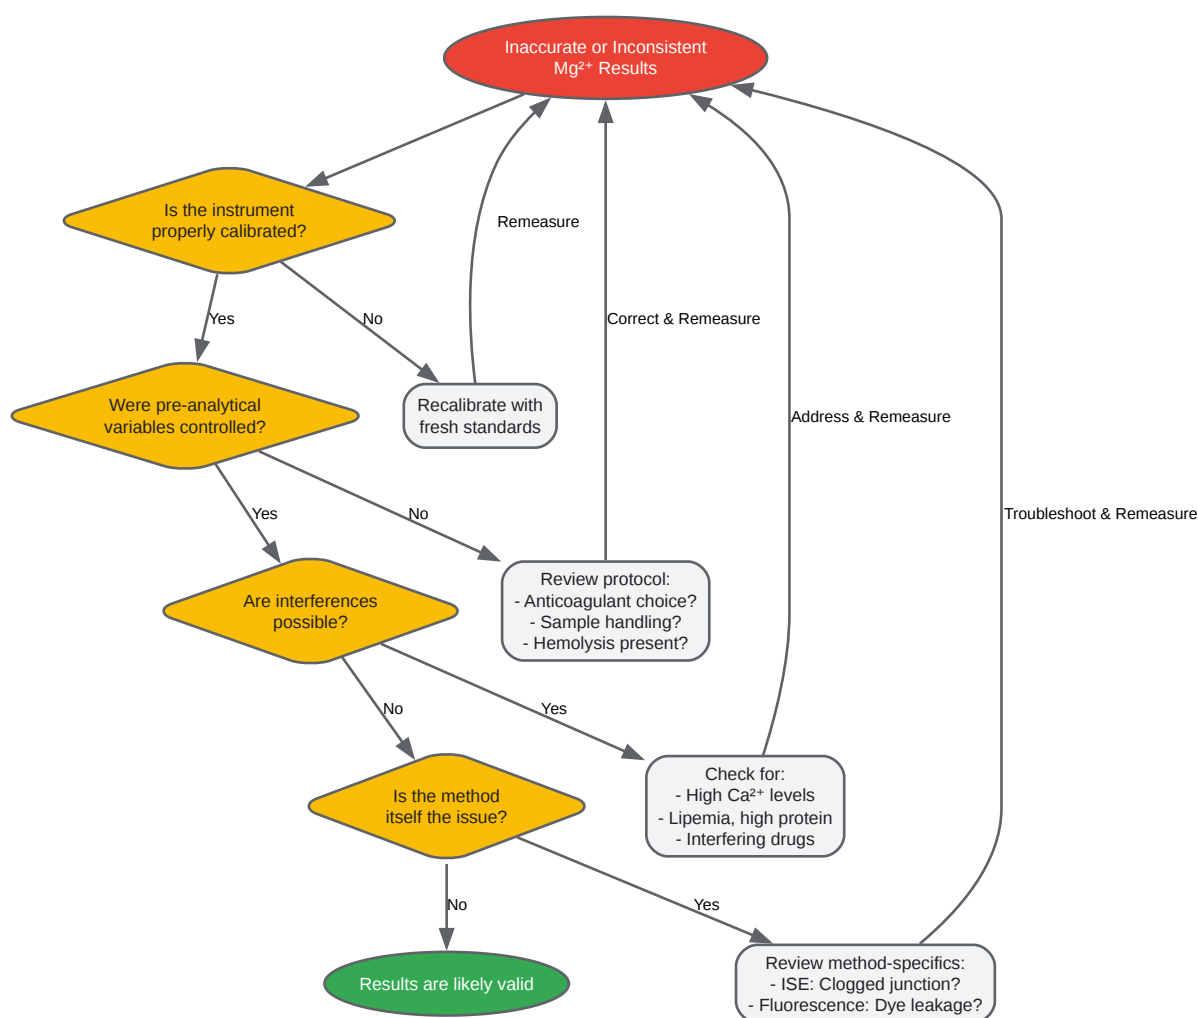 Inaccurate or Inconsistent
Mg²⁺ Results
Is the instrument
properly calibrated?
Remeasure
Yes
No
Correct & Remeasure
Were pre-analytical
variables controlled?
Recalibrate with
fresh standards
Address & Remeasure
Yes
No
Troubleshoot & Remeasure
Are interferences
possible?
Review protocol:
- Anticoagulant choice?
- Sample handling?
- Hemolysis present?
No
Yes
Is the method
itself the issue?
Check for:
- High Ca²⁺ levels
- Lipemia, high protein
- Interfering drugs
No
Yes
Results are likely valid
Review method-specifics:
- ISE: Clogged junction?
- Fluorescence: Dye leakage?